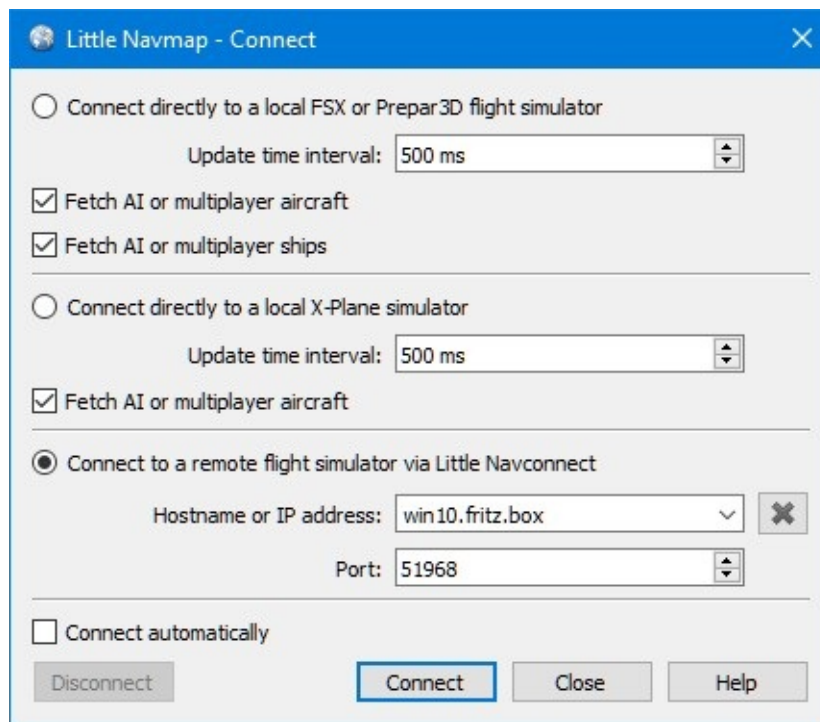 Little Navmap - Connect
Connect directly to a local FSX or Prepar3D flight simulator
Update time interval: 500 ms
Fetch AI or multiplayer aircraft
Fetch AI or multiplayer ships
Connect directly to a local X-Plane simulator
Update time interval: 500 ms
Fetch AI or multiplayer aircraft
Connect to a remote flight simulator via Little Navconnect
Hostname or IP address: win10.fritz.box
Port: 51968
Connect automatically
Disconnect Connect Close Help